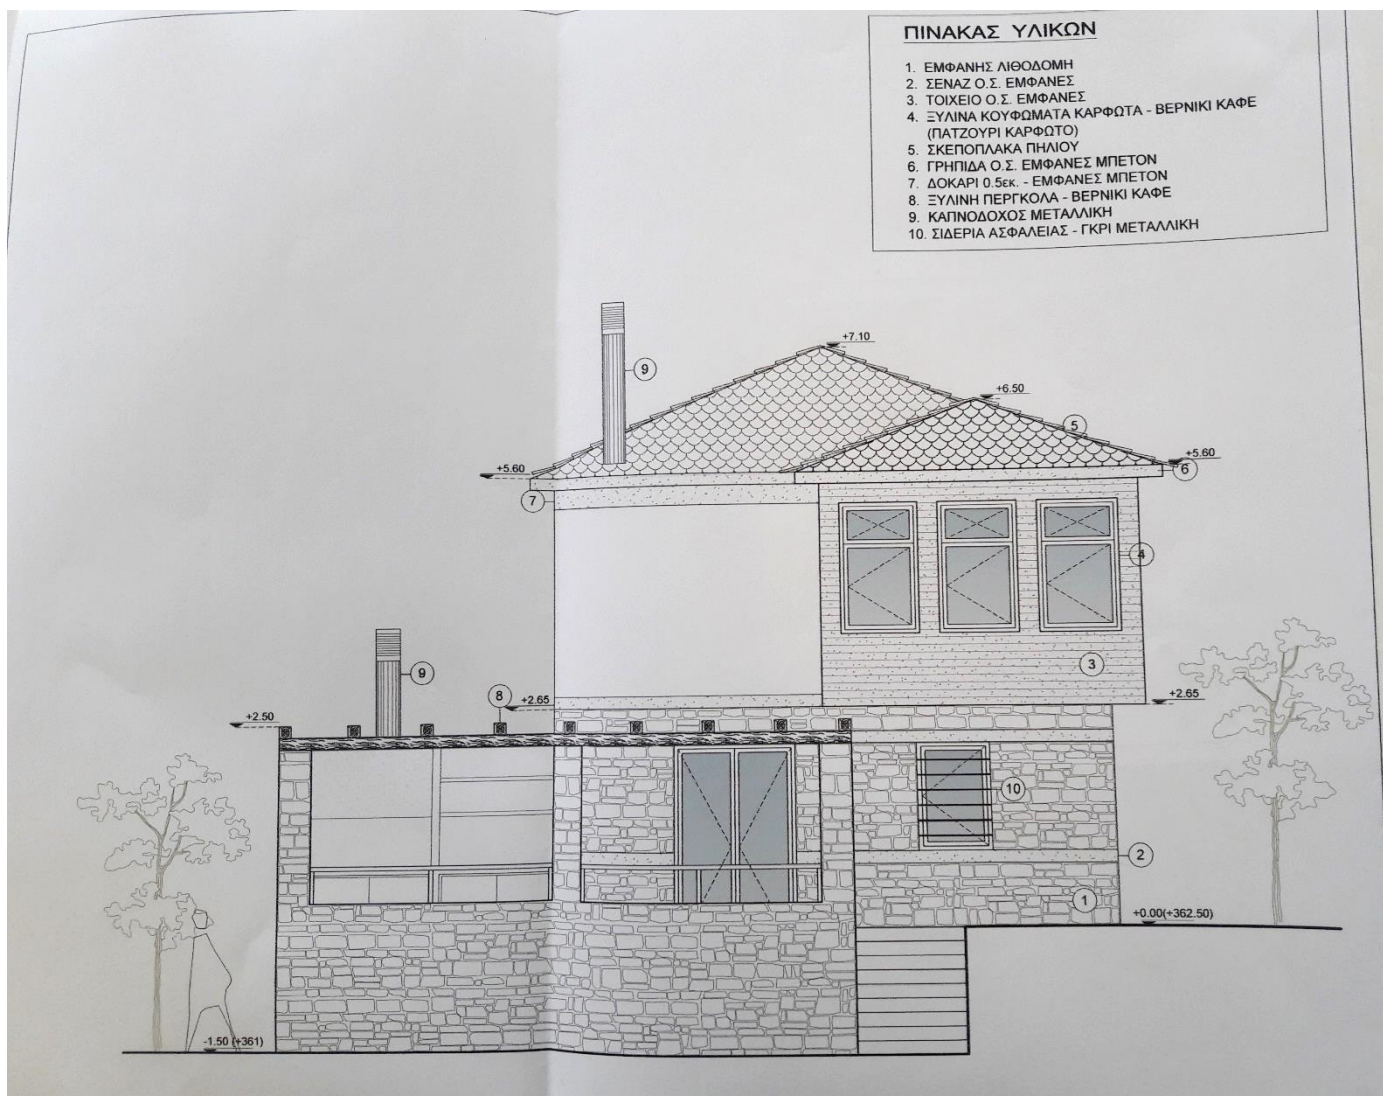 ΠΙΝΑΚΑΣ ΥΛΙΚΩΝ
1. ΕΜΦΑΝΗΣ ΛΙΘΟΔΟΜΗ
2. ΣΕΝΑΖ Ο.Σ. ΕΜΦΑΝΕΣ
3. ΤΟΙΧΕΙΟ Ο.Σ. ΕΜΦΑΝΕΣ
4. ΞΥΛΙΝΑ ΚΟΥΦΩΜΑΤΑ ΚΑΡΦΩΤΑ - ΒΕΡΝΙΚΙ ΚΑΦΕ
(ΠΑΤΖΟΥΡΙ ΚΑΡΦΩΤΟ)
5. ΣΚΕΠΟΠΛΑΚΑ ΠΗΛΙΟΥ
6. ΓΡΗΠΙΔΑ Ο.Σ. ΕΜΦΑΝΕΣ ΜΠΕΤΟΝ
7. ΔΟΚΑΡΙ 0.5εκ. - ΕΜΦΑΝΕΣ ΜΠΕΤΟΝ
8. ΞΥΛΙΝΗ ΠΕΡΓΚΟΛΑ - ΒΕΡΝΙΚΙ ΚΑΦΕ
9. ΚΑΠΝΟΔΟΧΟΣ ΜΕΤΑΛΛΙΚΗ
10. ΣΙΔΕΡΙΑ ΑΣΦΑΛΕΙΑΣ - ΓΚΡΙ ΜΕΤΑΛΛΙΚΗ
+7.10
9
+6.50
5
+5.60
+5.60
6
7
4
3
9
8
+2.65
+2.65
+2.50
10
2
1
+0.00(+362.50)
-1.50 (+361)